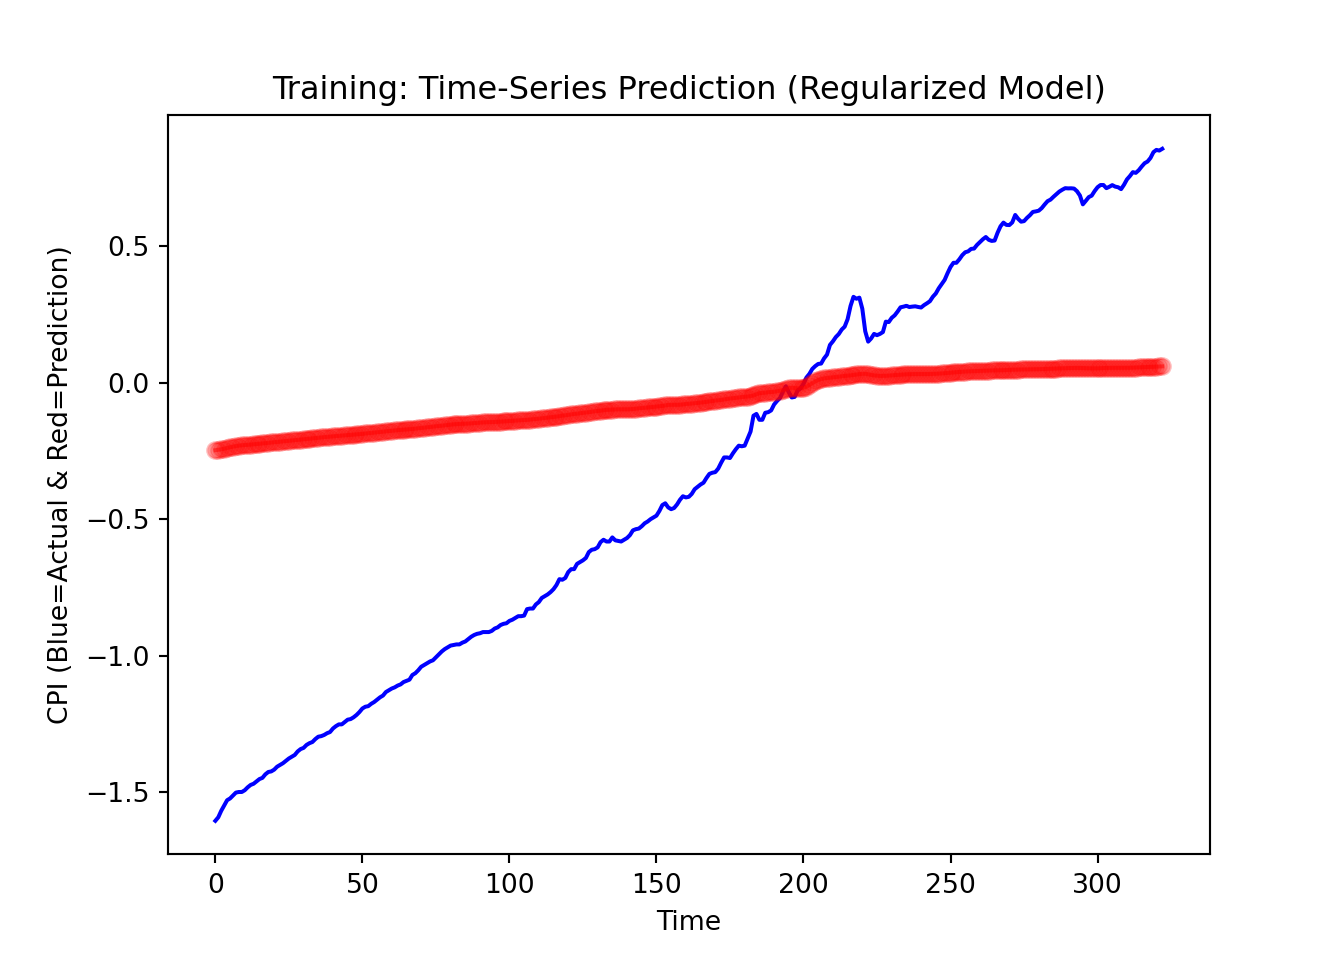 Training: Time-Series Prediction (Regularized Model)
CPI (Blue=Actual & Red=Prediction)
0.5
0.0
−0.5
−1.0
−1.5
0 50 100 150 200 250 300
Time